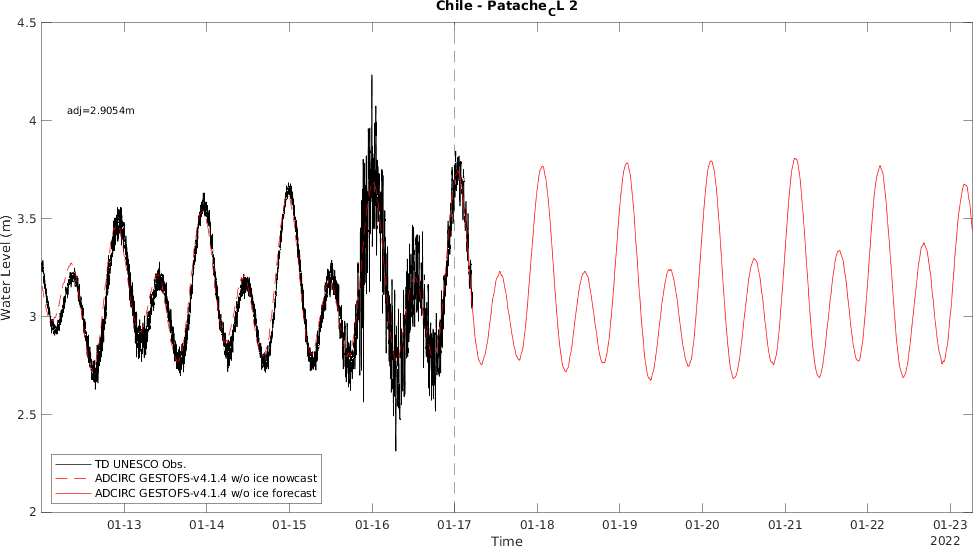 Chile - Patache_CL 2
4.5
4
3.5
3
2.5
2
Water Level (m)
adj=2.9054m
TD UNESCO Obs.
ADCIRC GESTOFS-v4.1.4 w/o ice nowcast
ADCIRC GESTOFS-v4.1.4 w/o ice forecast
01-13 01-14 01-15 01-16 01-17 01-18 01-19 01-20 01-21 01-22 01-23
Time
2022